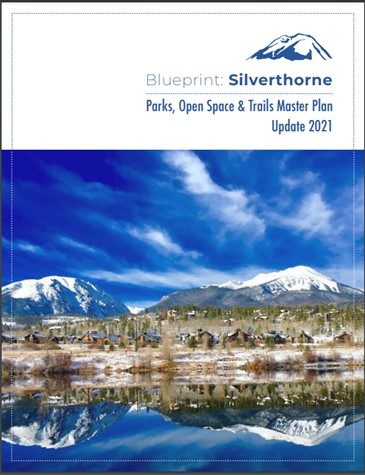 Blueprint: Silverthorne
Parks, Open Space & Trails Master Plan
Update 2021